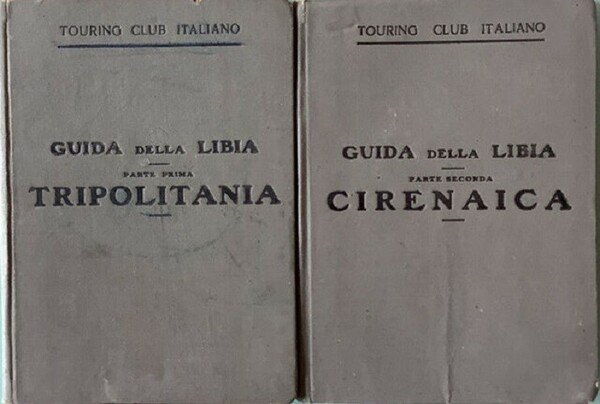 TOURING CLUB ITALIANO
GUIDA DELLA LIBIA
PARTE PRIMA
TRIPOLITANIA
TOURING CLUB ITALIANO
GUIDA DELLA LIBIA
PARTE SECONDA
CIRENAICA